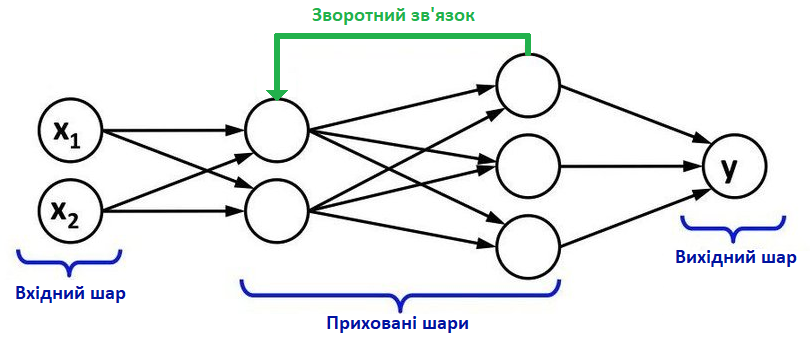 Зворотний зв'язок
x1
x2
y
Вхідний шар
Приховані шари
Вихідний шар